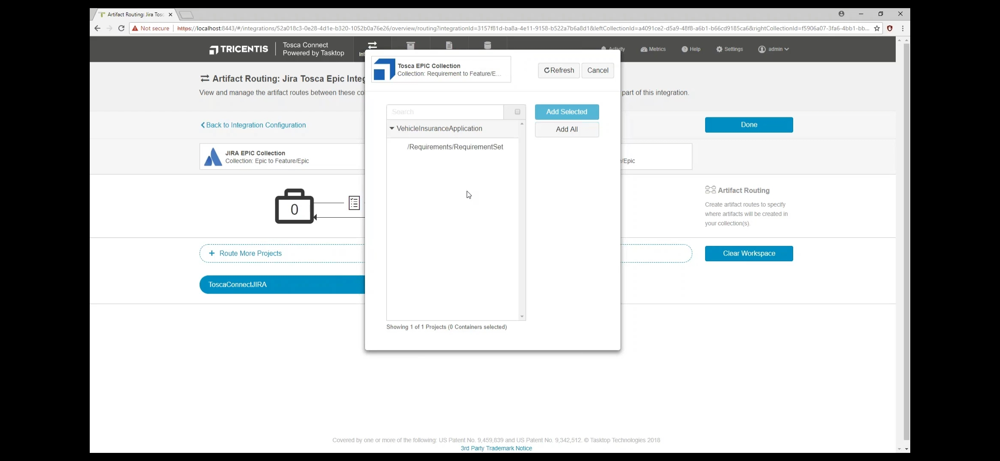 Artifact Routing: Jira Tosc
Not secure
https://localhost:8443/#/integrations/52a018c3-0e28-4d1e-b320-1052b0a76e26/overview/routing?integrationId=3157f81d-ba8a-4e11-9158-b522a7b6a8d1&leftCollectionId=a4091ce2-d5a9-48f8-a6b1-b66cd9185ca6&rightCollectionId=f5906a07-3fa6-4bb1-bb...
TRICENTIS
Tosca Connect
Powered by Tasktop
Int
Activity
Metrics
Help
Settings
admin
Artifact Routing: Jira Tosca Epic Integ
View and manage the artifact routes between these co
part of this integration.
Tosca EPIC Collection
Collection: Requirement to Feature/E...
Refresh
Cancel
Search
Add Selected
Add All
VehicleInsuranceApplication
/Requirements/RequirementSet
Showing 1 of 1 Projects (0 Containers selected)
Back to Integration Configuration
Done
JIRA EPIC Collection
Collection: Epic to Feature/Epic
/Epic
0
Artifact Routing
Create artifact routes to specify
where artifacts will be created in
your collection(s).
+ Route More Projects
Clear Workspace
ToscaConnectJIRA
Covered by one or more of the following: US Patent No. 9,459,839 and US Patent No. 9,342,512. © Tasktop Technologies 2018
3rd Party Trademark Notice